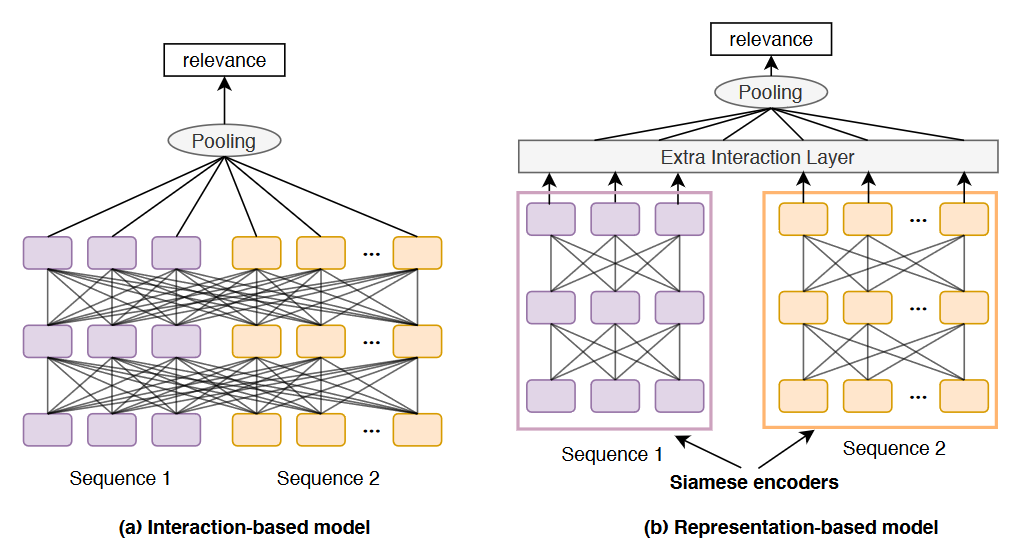 relevance
Pooling
...
...
...
Sequence 1
Sequence 2
(a) Interaction-based model
relevance
Pooling
Extra Interaction Layer
...
...
...
Sequence 1
Sequence 2
Siamese encoders
(b) Representation-based model